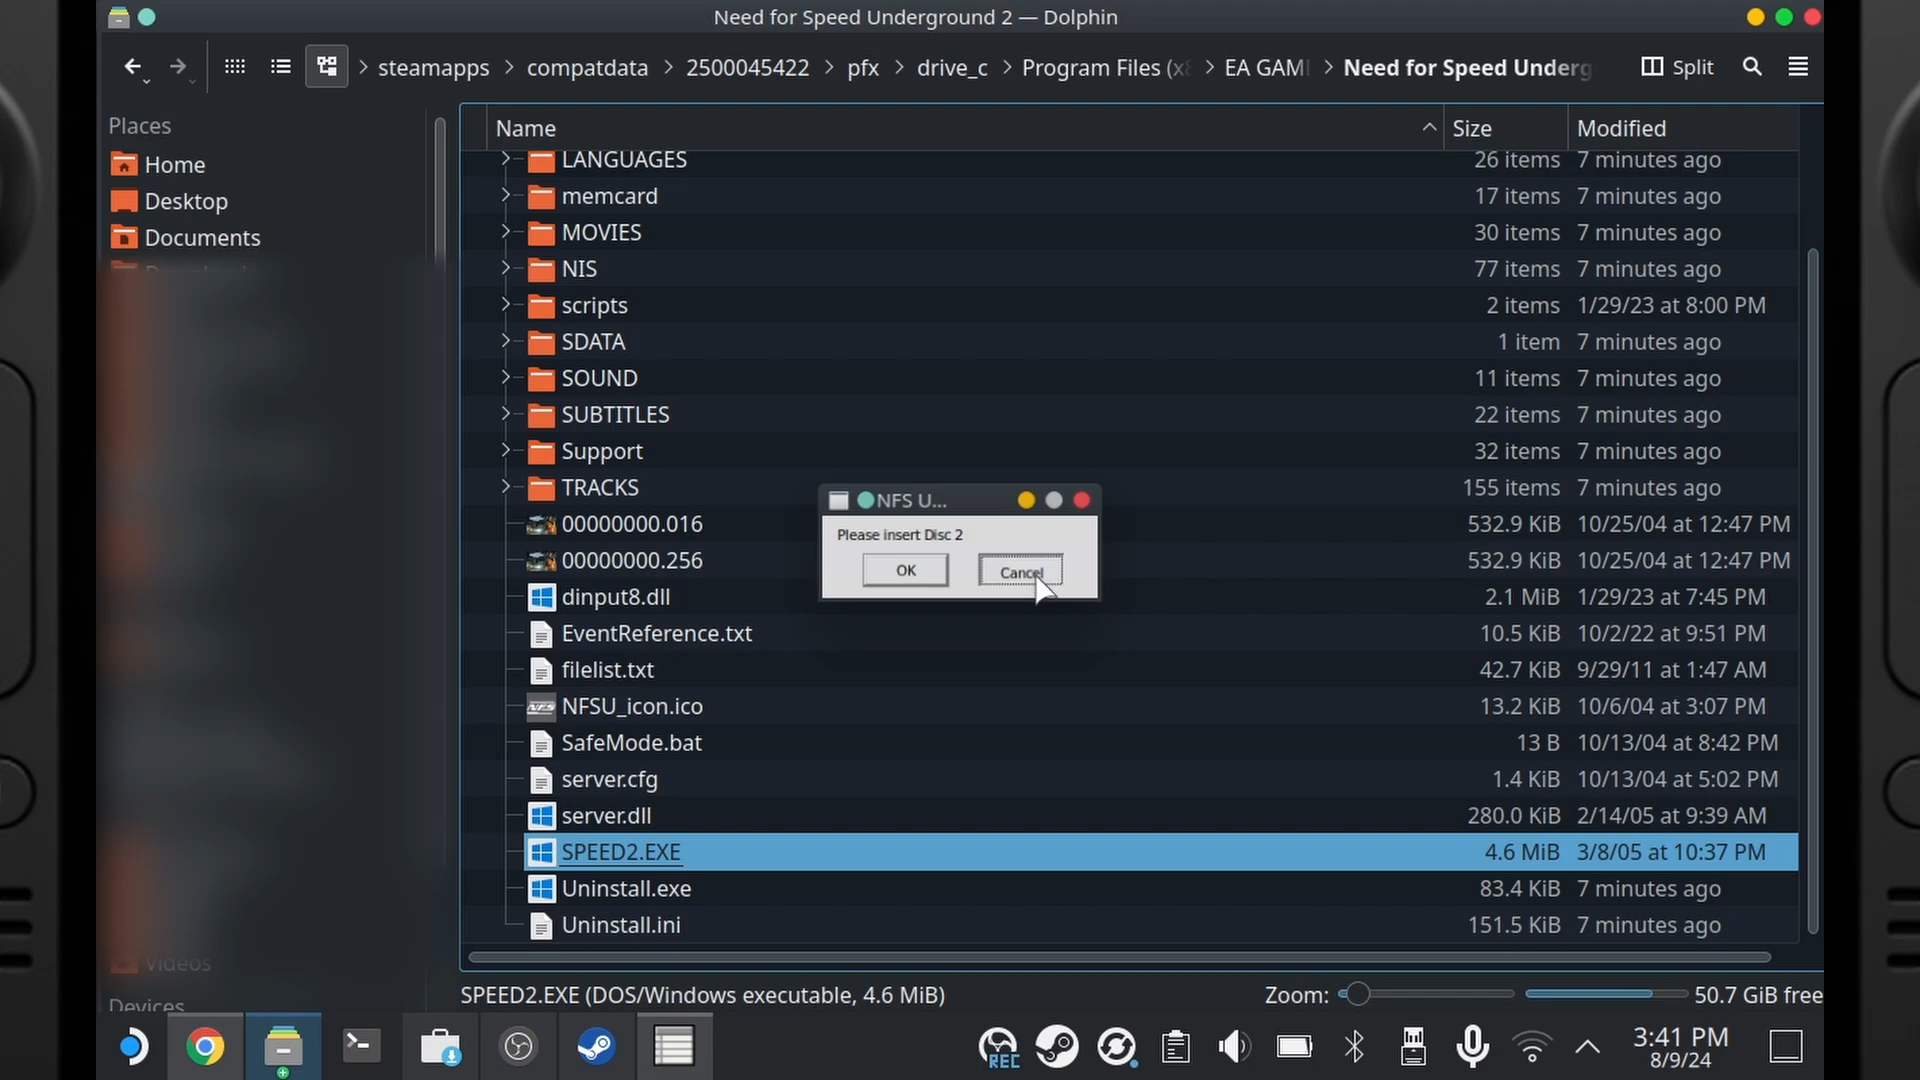 Need for Speed Underground 2 — Dolphin
steamapps > compatdata > 2500045422 > pfx > drive_c > Program Files (x8 > EA GAM > Need for Speed Underg
Split
Places
Home
Desktop
Documents
Videos
Devices
Name Size Modified
LANGUAGES 26 items 7 minutes ago
memcard 17 items 7 minutes ago
MOVIES 30 items 7 minutes ago
NIS 77 items 7 minutes ago
scripts 2 items 1/29/23 at 8:00 PM
SDATA 1 item 7 minutes ago
SOUND 11 items 7 minutes ago
SUBTITLES 22 items 7 minutes ago
Support 32 items 7 minutes ago
TRACKS 155 items 7 minutes ago
00000000.016 532.9 KiB 10/25/04 at 12:47 PM
00000000.256 532.9 KiB 10/25/04 at 12:47 PM
dinput8.dll 2.1 MiB 1/29/23 at 7:45 PM
EventReference.txt 10.5 KiB 10/2/22 at 9:51 PM
filelist.txt 42.7 KiB 9/29/11 at 1:47 AM
NFSU_icon.ico 13.2 KiB 10/6/04 at 3:07 PM
SafeMode.bat 13 B 10/13/04 at 8:42 PM
server.cfg 1.4 KiB 10/13/04 at 5:02 PM
server.dll 280.0 KiB 2/14/05 at 9:39 AM
SPEED2.EXE 4.6 MiB 3/8/05 at 10:37 PM
Uninstall.exe 83.4 KiB 7 minutes ago
Uninstall.ini 151.5 KiB 7 minutes ago
NFS U...
Please insert Disc 2
OK Cancel
SPEED2.EXE (DOS/Windows executable, 4.6 MiB) Zoom: 50.7 GiB free
REC
3:41 PM
8/9/24